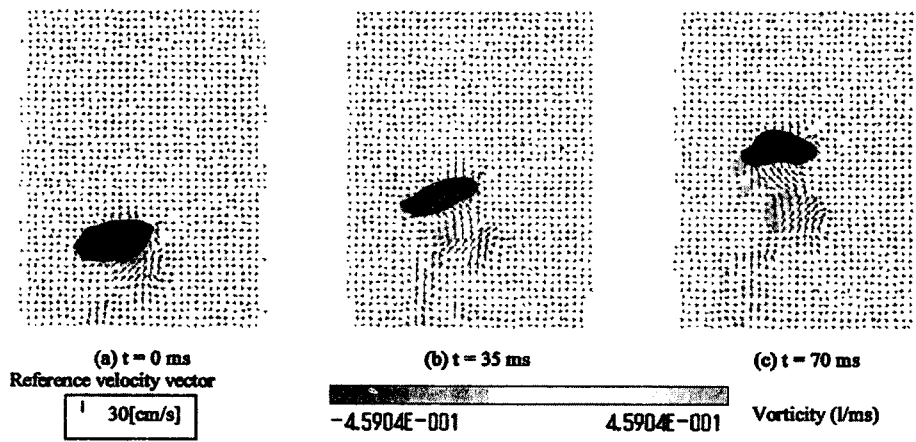 (a) t = 0 ms
(b) t = 35 ms
(c) t = 70 ms
Reference velocity vector
30[cm/s]
-4.5904E-001
4.5904E-001
Vorticity (l/ms)